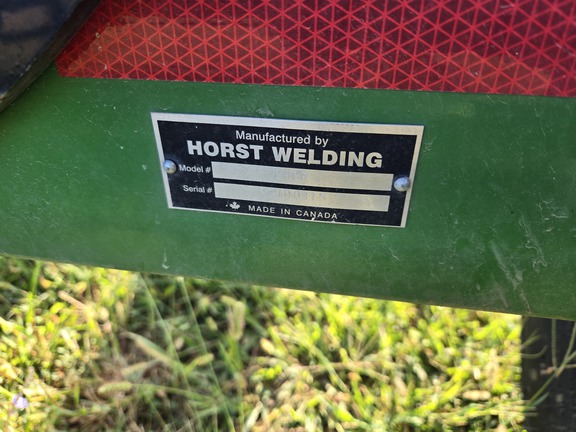 Manufactured by
HORST WELDING
Model #
Serial #
MADE IN CANADA